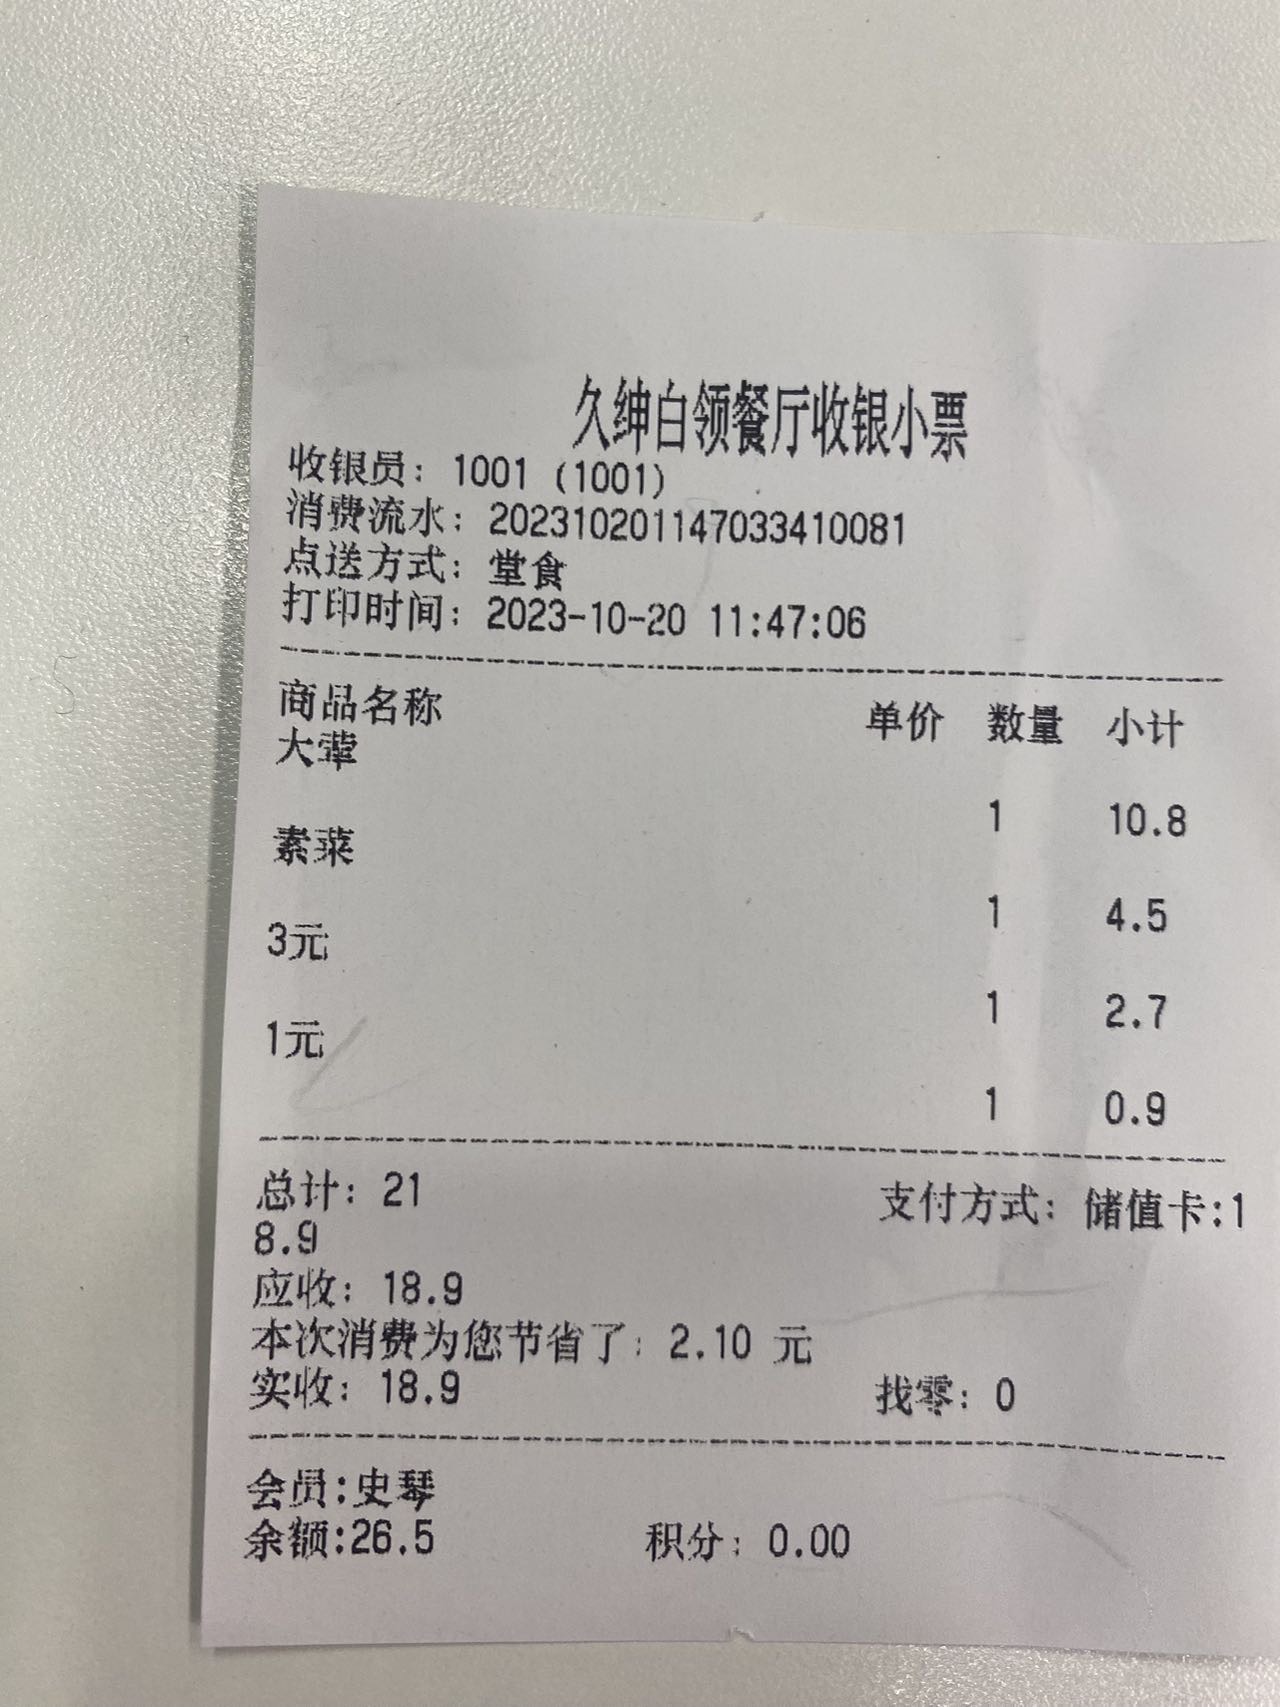 久绅白领餐厅收银小票
收银员：1001 (1001)
消费流水：202310201147033410081
点送方式：堂食
打印时间：2023-10-20 11:47:06
商品名称 单价 数量 小计
大荤
1 10.8
素菜
1 4.5
3元
1 2.7
1元
1 0.9
总计：21 支付方式：储值卡:1
8.9
应收：18.9
本次消费为您节省了：2.10 元
实收：18.9 找零：0
会员:史琴
余额:26.5 积分：0.00